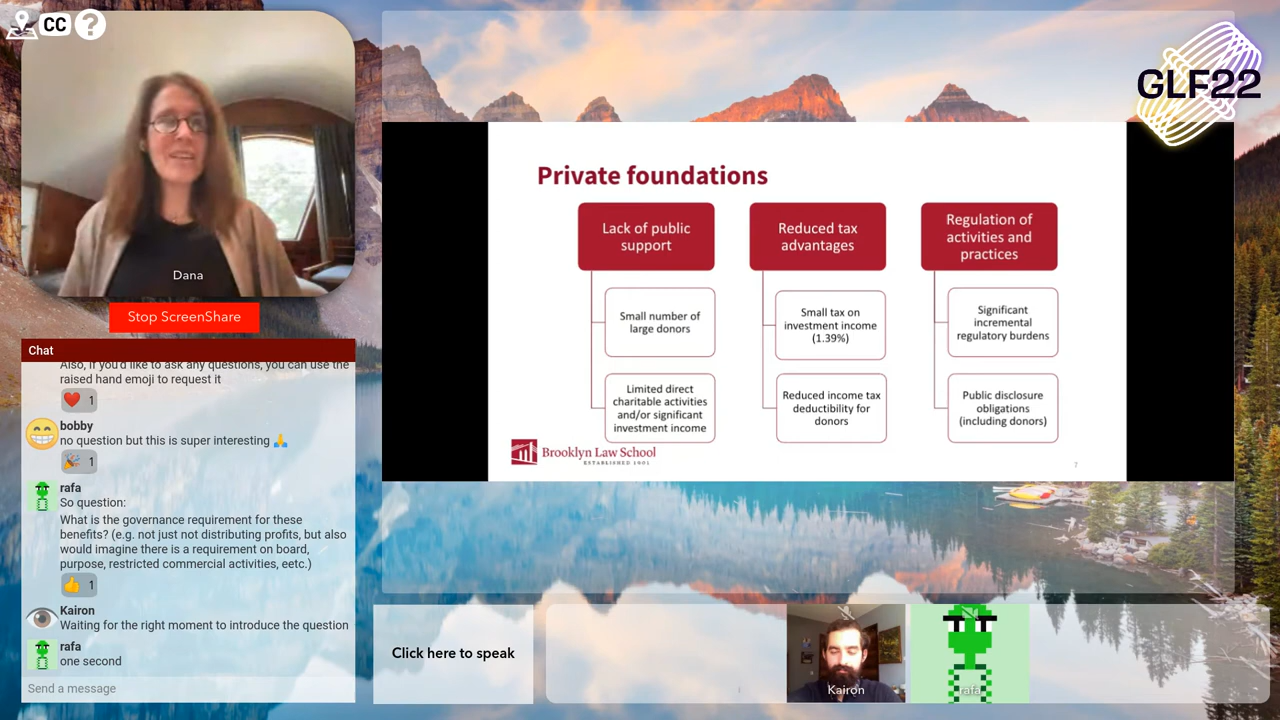 CC
?
GLF22
Dana
Stop ScreenShare
Chat
Also, if you'd like to ask any questions, you can use the
raised hand emoji to request it
❤️ 1
bobby
no question but this is super interesting 🙏
🎉 1
rafa
So question:
What is the governance requirement for these
benefits? (e.g. not just not distributing profits, but also
would imagine there is a requirement on board,
purpose, restricted commercial activities, eetc.)
👍 1
Kairon
Waiting for the right moment to introduce the question
rafa
one second
Send a message
Private foundations
Lack of public
support
Small number of
large donors
Limited direct
charitable activities
and/or significant
investment income
Reduced tax
advantages
Small tax on
investment income
(1.39%)
Reduced income tax
deductibility for
donors
Regulation of
activities and
practices
Significant
incremental
regulatory burdens
Public disclosure
obligations
(including donors)
Brooklyn Law School
ESTABLISHED 1901
7
Click here to speak
Kairon
rafa